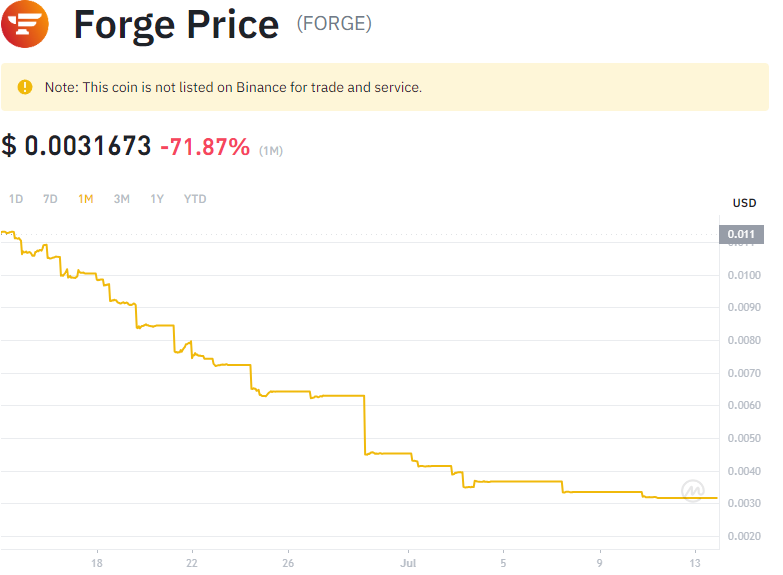 Forge Price (FORGE)
Note: This coin is not listed on Binance for trade and service.
$ 0.0031673 -71.87% (1M)
1D 7D 1M 3M 1Y YTD
USD
0.011
0.0100
0.0090
0.0080
0.0070
0.0060
0.0050
0.0040
0.0030
0.0020
18 22 26 Jul 5 9 13